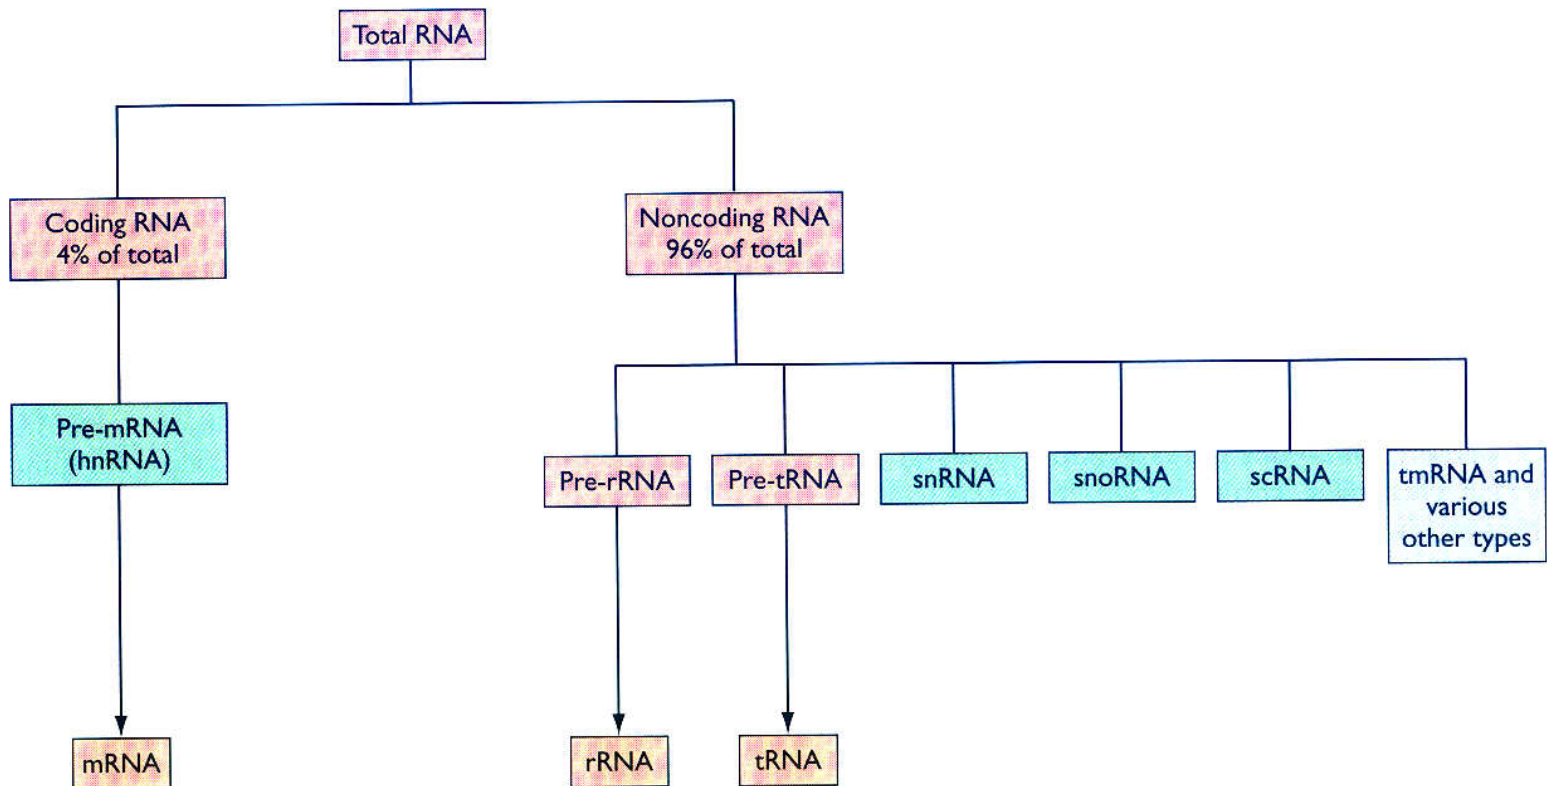 Total RNA
Coding RNA
4% of total
Noncoding RNA
96% of total
Pre-mRNA
(hnRNA)
Pre-rRNA
Pre-tRNA
snRNA
snoRNA
scRNA
tmRNA and
various
other types
mRNA
rRNA
tRNA